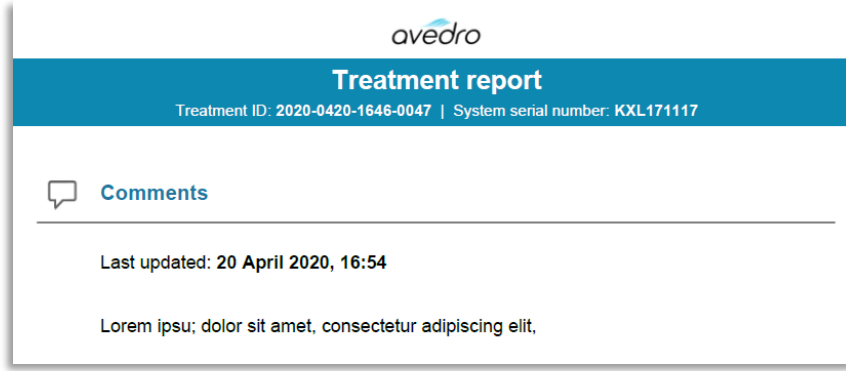 avedro
Treatment report
Treatment ID: 2020-0420-1646-0047 | System serial number: KXL171117
Comments
Last updated: 20 April 2020, 16:54
Lorem ipsu; dolor sit amet, consectetur adipiscing elit,